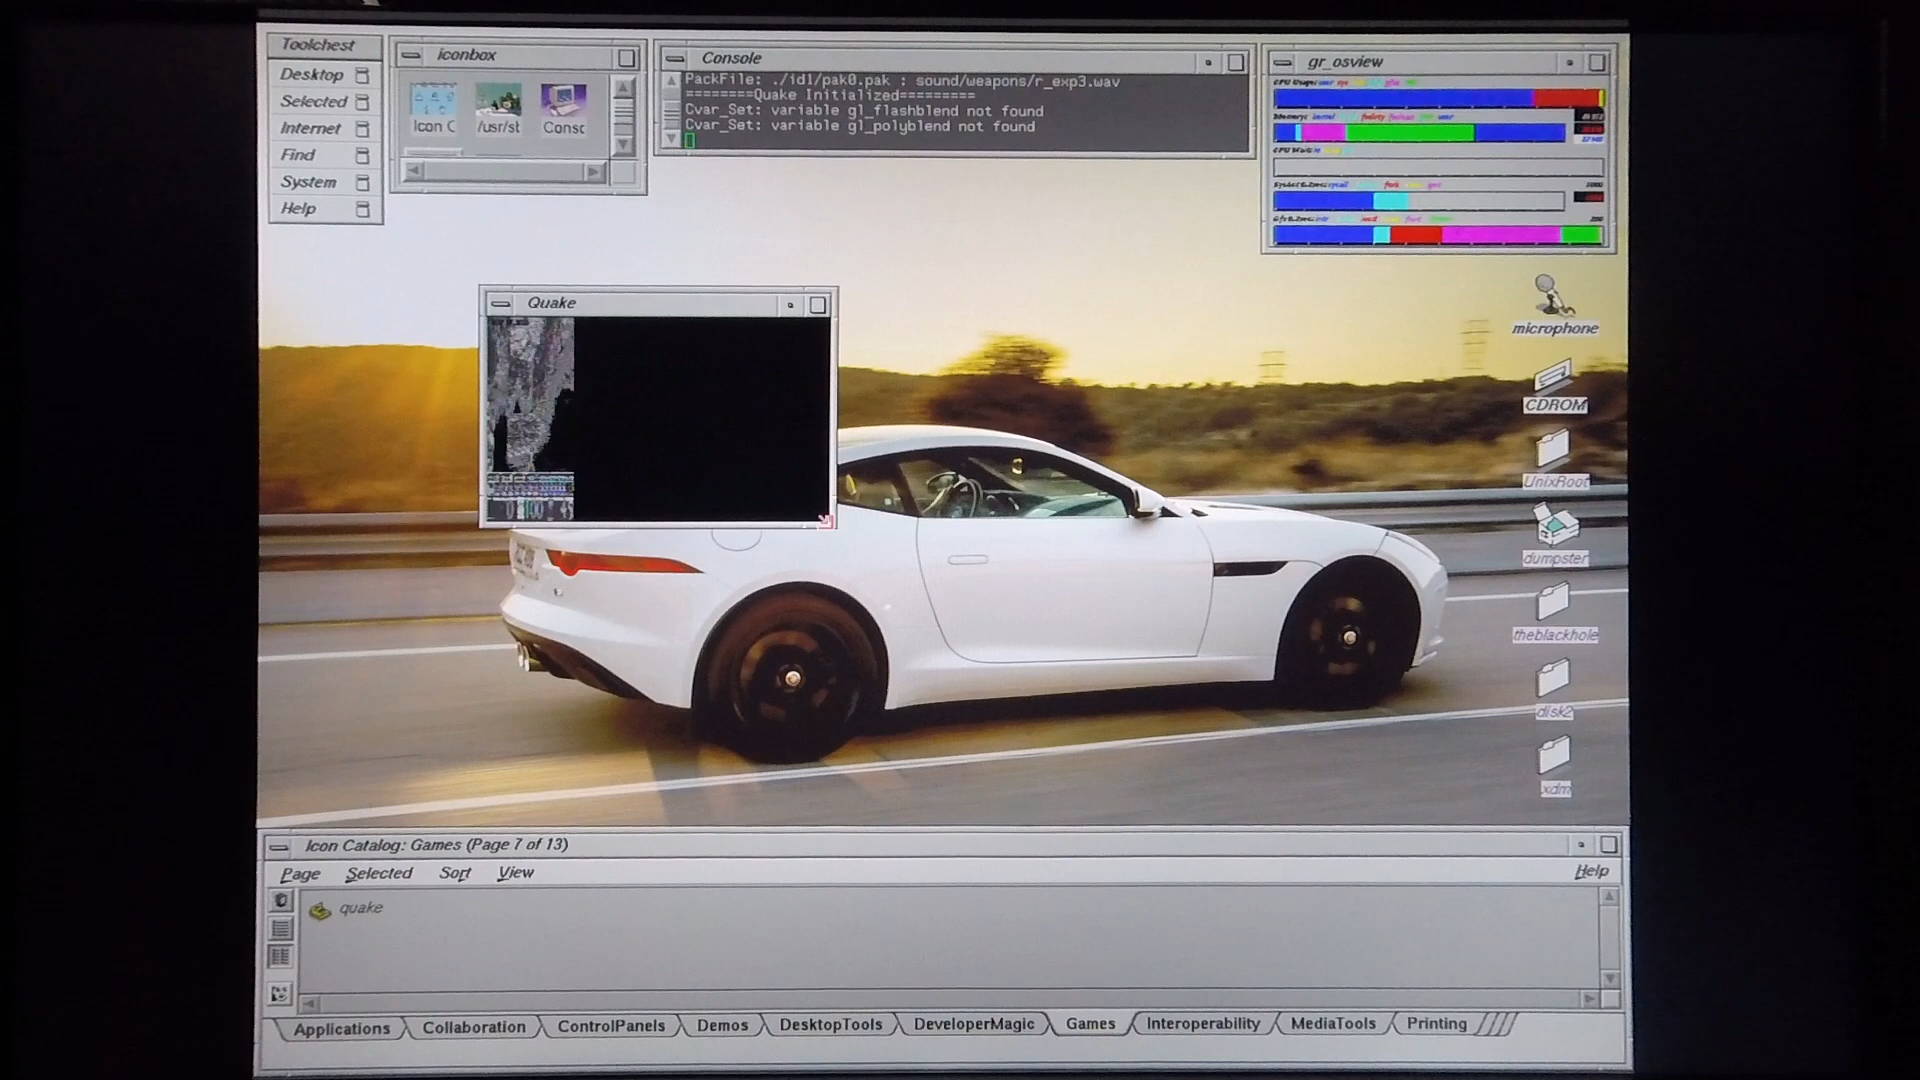 Toolchest
Desktop
Selected
Internet
Find
System
Help
iconbox
Icon C
/usr/st
Consc
Console
PackFile: ./id1/pak0.pak : sound/weapons/r_exp3.wav
========Quake Initialized=========
Cvar_Set: variable gl_flashblend not found
Cvar_Set: variable gl_polyblend not found
gr_osview
Quake
microphone
CDROM
UnixRoot
dumpster
theblackhole
disk2
xdm
Icon Catalog: Games (Page 7 of 13)
Page Selected Sort View Help
quake
Applications Collaboration ControlPanels Demos DesktopTools DeveloperMagic Games Interoperability MediaTools Printing